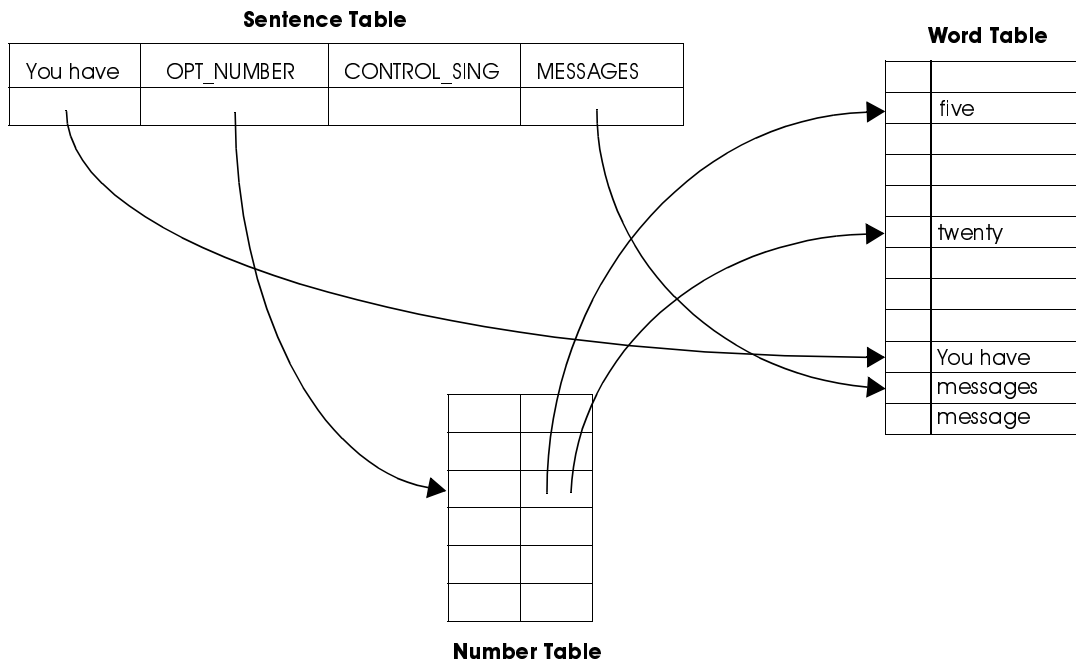 Sentence Table
You have OPT_NUMBER CONTROL_SING MESSAGES
Word Table
five
twenty
You have
messages
message
Number Table